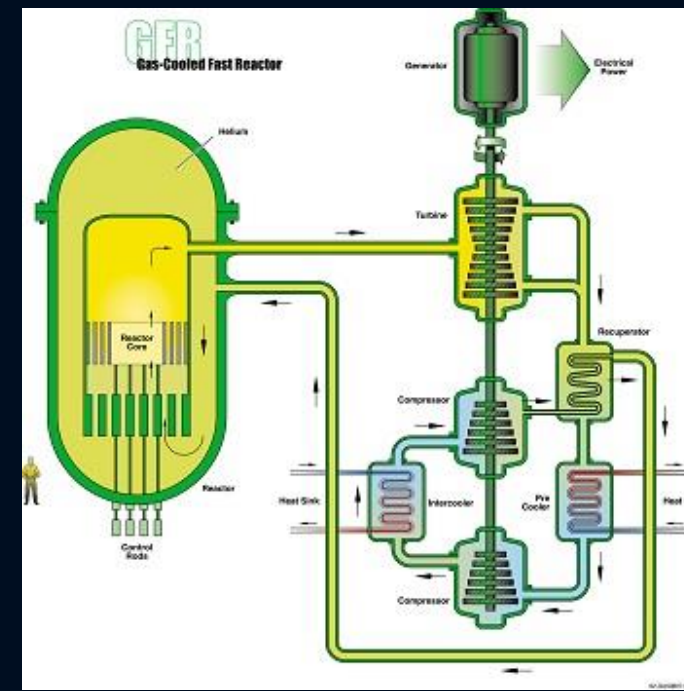 GFR
Gas-Cooled Fast Reactor
Generator
Electrical
Power
Helium
Turbine
Reactor
Core
Recuperator
Compressor
Reactor
Heat Sink
Intercooler
Pre
Cooler
Heat
Control
Rods
Compressor